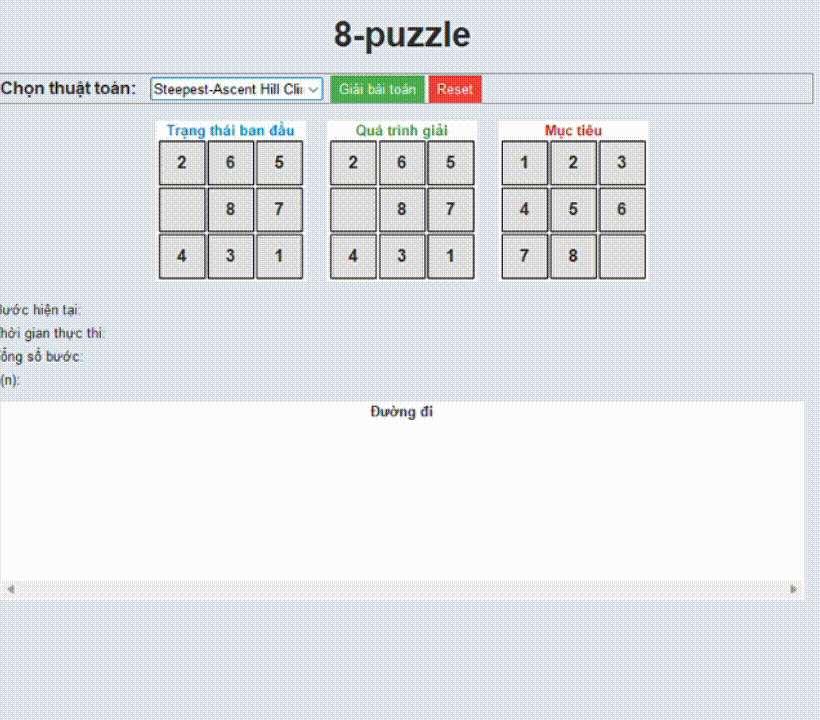 8-puzzle
Chọn thuật toán: Steepest-Ascent Hill Cli Giải bài toán Reset
Trạng thái ban đầu Quá trình giải Mục tiêu
2 6 5 2 6 5 1 2 3
8 7 8 7 4 5 6
4 3 1 4 3 1 7 8
ước hiện tại:
hời gian thực thi:
ổng số bước:
(n):
Đường đi